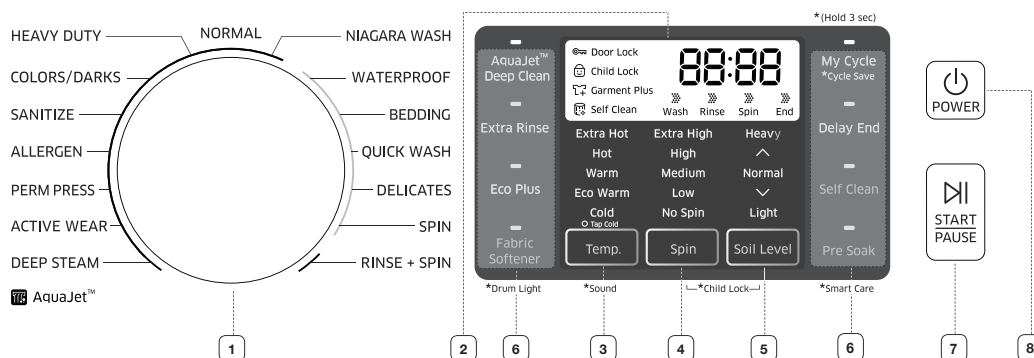 HEAVY DUTY
COLORS/DARKS
SANITIZE
ALLERGEN
PERM PRESS
ACTIVE WEAR
DEEP STEAM
NORMAL
NIAGARA WASH
WATERPROOF
BEDDING
QUICK WASH
DELICATES
SPIN
RINSE + SPIN
AquaJet™
1
*(Hold 3 sec)
AquaJet™
Deep Clean
Extra Rinse
Eco Plus
Fabric
Softener
Door Lock
Child Lock
Garment Plus
Self Clean
88:88
Wash Rinse Spin End
Extra Hot Extra High Heavy
Hot High
Warm Medium Normal
Eco Warm Low
Cold No Spin Light
Tap Cold
Temp. Spin Soil Level
My Cycle
*Cycle Save
Delay End
Self Clean
Pre Soak
*Drum Light *Sound *Child Lock *Smart Care
POWER
START
PAUSE
2 6 3 4 5 6 7 8